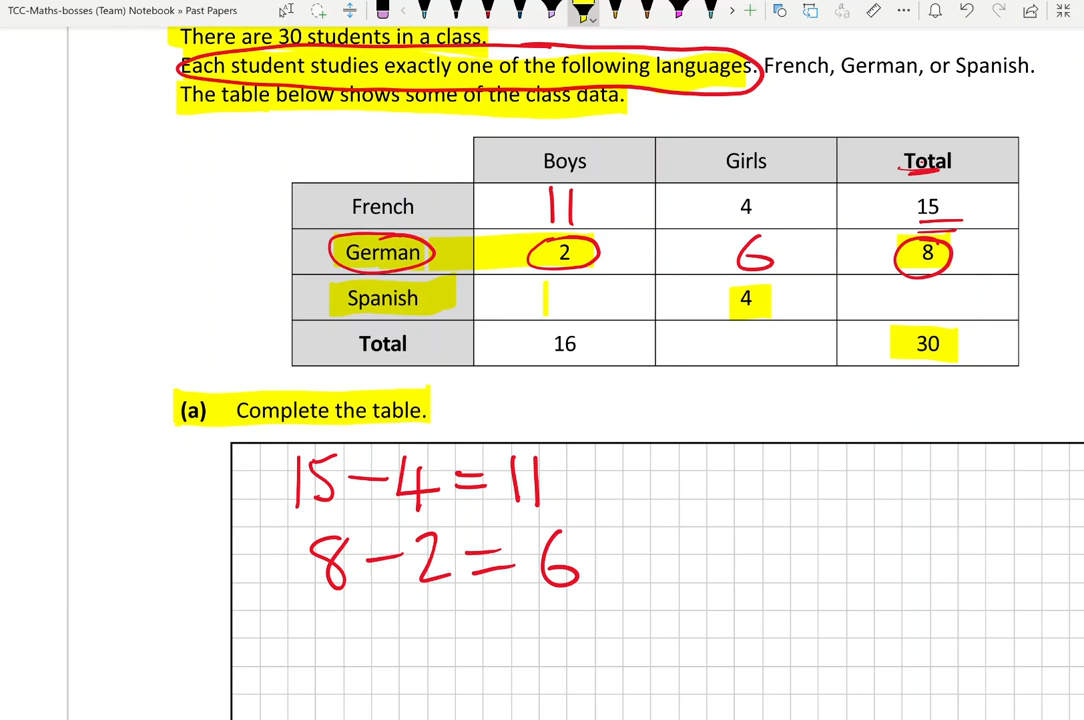 TCC-Maths-bosses (Team) Notebook » Past Papers
There are 30 students in a class.
Each student studies exactly one of the following languages: French, German, or Spanish.
The table below shows some of the class data.
Boys Girls Total
French 11 4 15
German 2 6 8
Spanish 4
Total 16 30
(a) Complete the table.
15-4=11
8-2=6